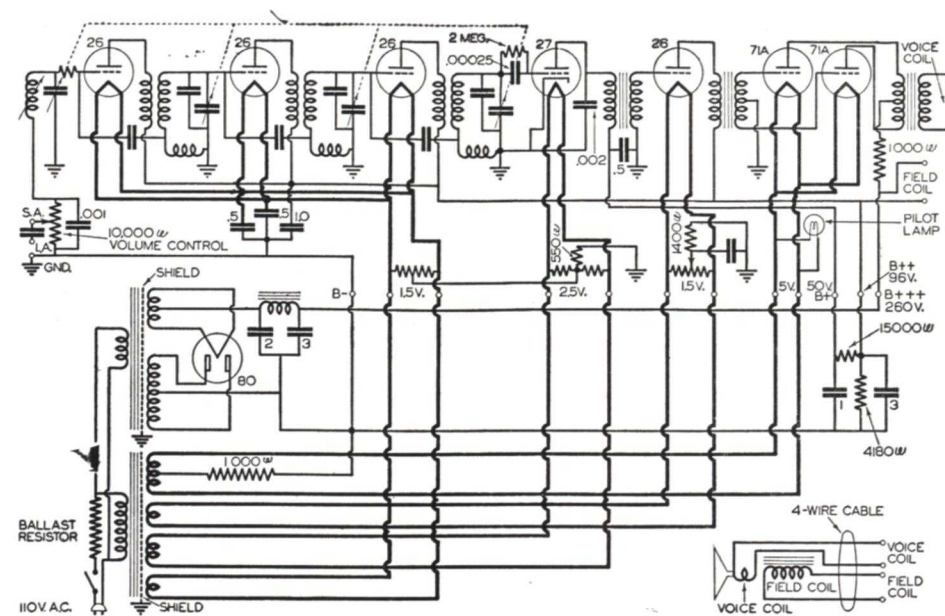 26
26
26
2 MEG.
.00025
27
26
71A
71A
VOICE
COIL
1000 ω
FIELD
COIL
.002
.5
S.A.
.001
10,000 ω
VOLUME CONTROL
L.A.
GND.
.5
.5
1.0
550 ω
1400 ω
PILOT
LAMP
SHIELD
B-
1.5V.
2.5V.
1.5V.
5V.
50V.
B+
B++
96V.
B+++
260V.
2
3
80
15000 ω
1
3
4180 ω
1000 ω
BALLAST
RESISTOR
110V. A.C.
SHIELD
4-WIRE CABLE
VOICE
COIL
FIELD
COIL
FIELD COIL
VOICE COIL